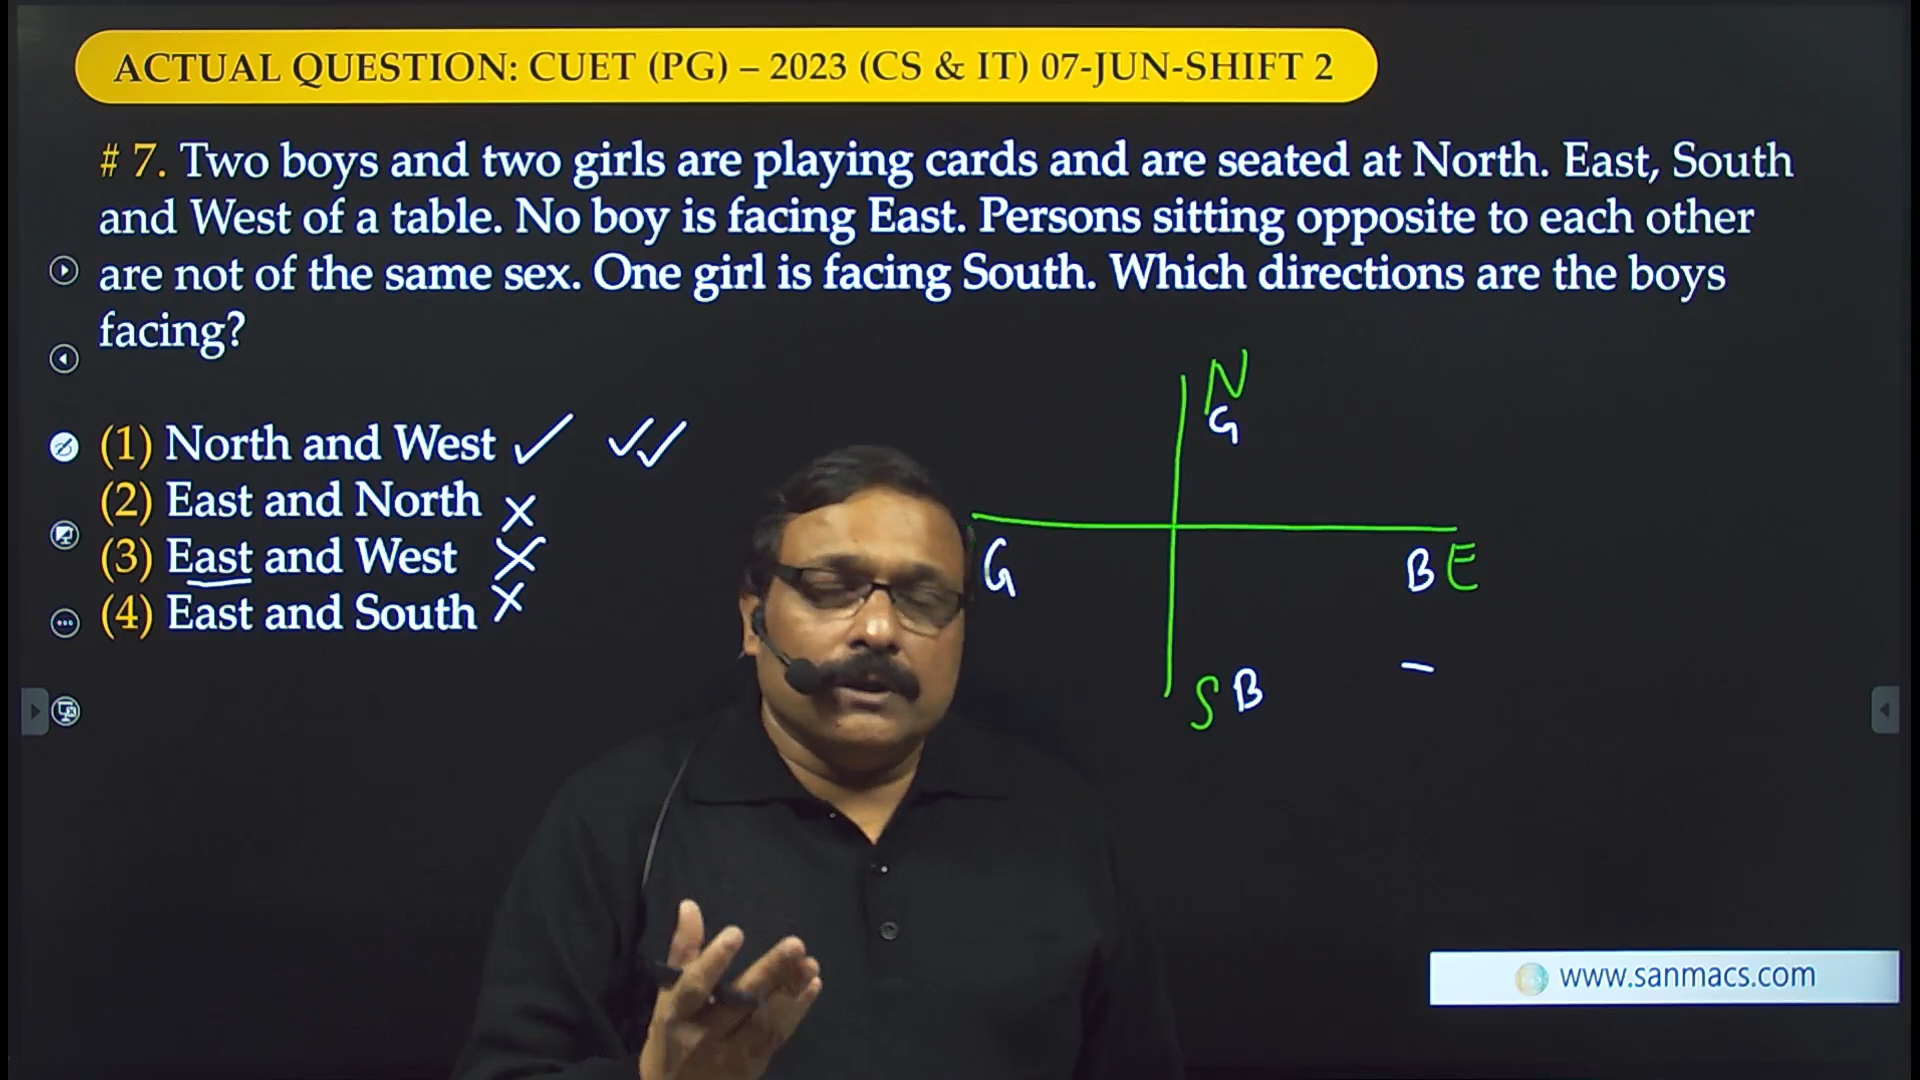 ACTUAL QUESTION: CUET (PG) – 2023 (CS & IT) 07-JUN-SHIFT 2
# 7. Two boys and two girls are playing cards and are seated at North. East, South
and West of a table. No boy is facing East. Persons sitting opposite to each other
are not of the same sex. One girl is facing South. Which directions are the boys
facing?
(1) North and West
(2) East and North
(3) East and West
(4) East and South
N
G
G
B E
S B
www.sanmacs.com